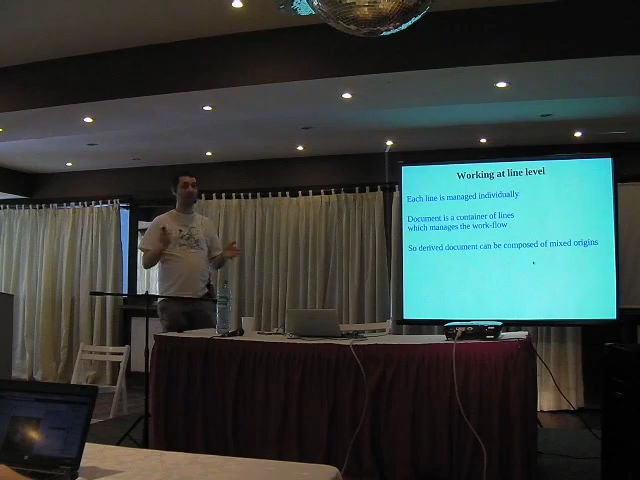 Working at line level
Each line is managed individually
Document is a container of lines
which manages the work-flow
So derived document can be composed of mixed origins